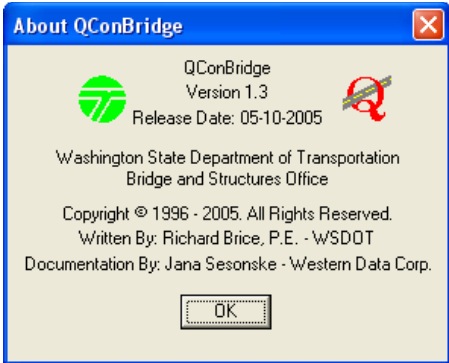 About QConBridge
QConBridge
Version 1.3
Release Date: 05-10-2005
Washington State Department of Transportation
Bridge and Structures Office
Copyright © 1996 - 2005. All Rights Reserved.
Written By: Richard Brice, P.E. - WSDOT
Documentation By: Jana Sesonske - Western Data Corp.
OK